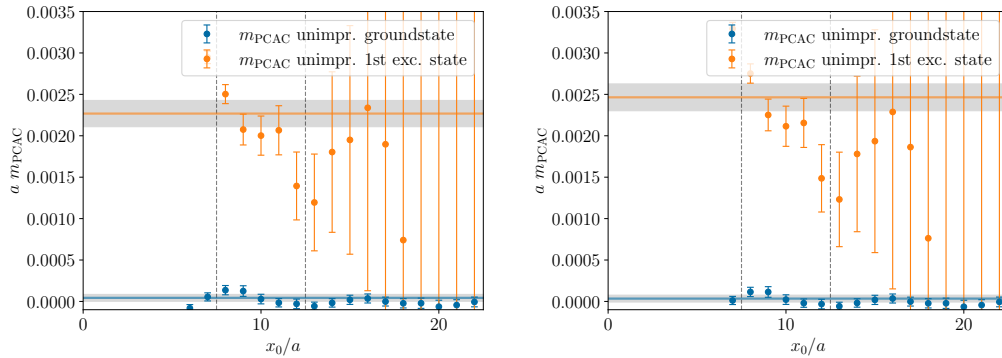 0.0035
0.0030
0.0025
0.0020
0.0015
0.0010
0.0005
0.0000
a m_PCAC
m_PCAC unimpr. groundstate
m_PCAC unimpr. 1st exc. state
0 10 20
x_0/a
0.0035
0.0030
0.0025
0.0020
0.0015
0.0010
0.0005
0.0000
a m_PCAC
m_PCAC unimpr. groundstate
m_PCAC unimpr. 1st exc. state
0 10 20
x_0/a